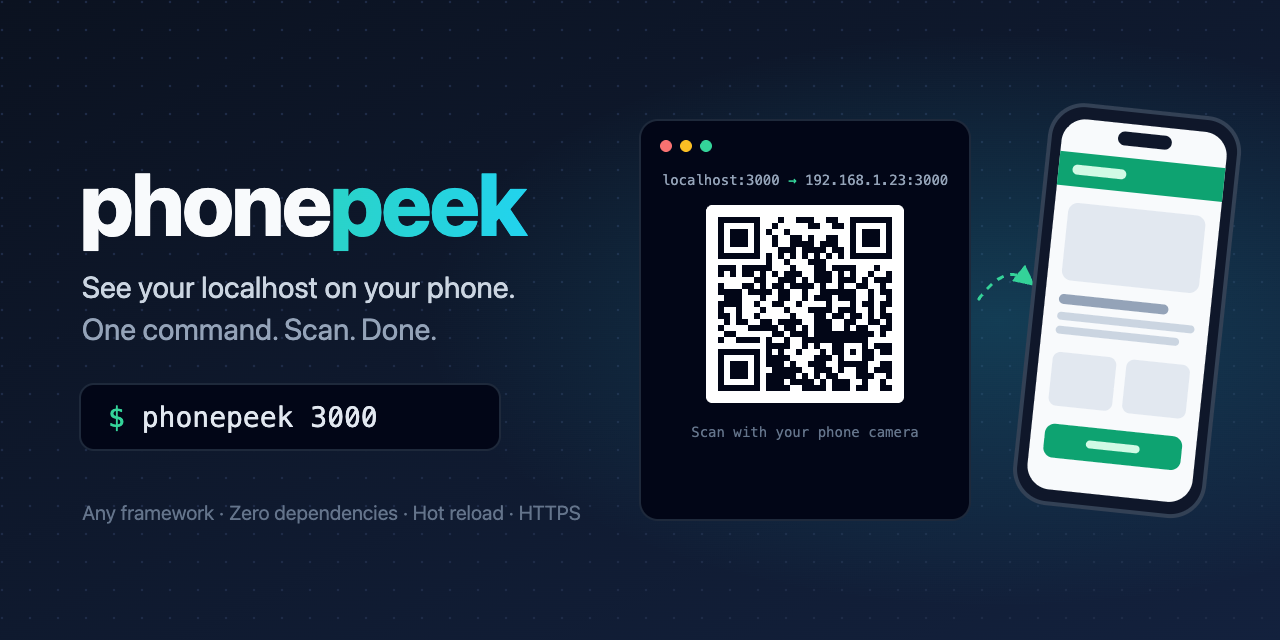 phonepeek
See your localhost on your phone.
One command. Scan. Done.
$ phonepeek 3000
Any framework · Zero dependencies · Hot reload · HTTPS
localhost:3000 → 192.168.1.23:3000
Scan with your phone camera